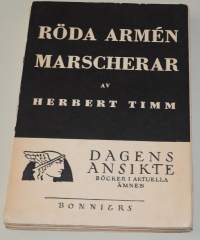 RÖDA ARMÉN
MARSCHERAR
AV
HERBERT TIMM
DAGENS
ANSIKTE
BÖCKER I AKTUELLA
ÄMNEN
BONNIERS